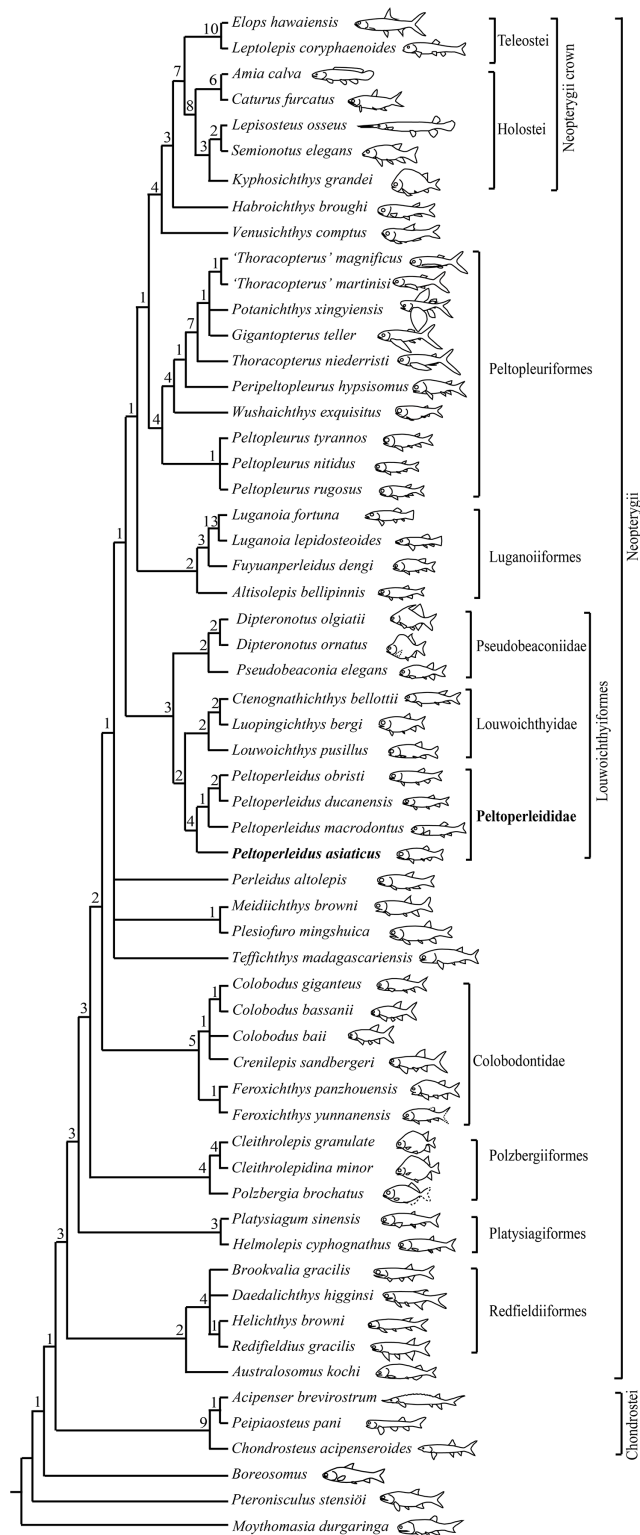 10
Elops hawaiensis
Leptolepis coryphaenoides
Teleostei
7
6
Amia calva
Caturus furcatus
8
2
Lepisosteus osseus
Semionotus elegans
3
Kyphosichthys grandei
Holostei
Neopterygii crown
3
Habroichthys broughi
4
Venusichthys comptus
1
‘Thoracopterus’ magnificus
‘Thoracopterus’ martinisi
1
Potanichthys xingyiensis
1
Gigantopterus teller
7
Thoracopterus niederristi
1
Peripeltopleurus hypsisomus
4
Wushaichthys exquisitus
4
Peltopleurus tyrannos
1
Peltopleurus nitidus
Peltopleurus rugosus
Peltopleuriformes
1
13
Luganoia fortuna
Luganoia lepidosteoides
3
Fuyuanperleidus dengi
2
Altisolepis bellipinnis
Luganoiiformes
Neopterygii
1
2
Dipteronotus olgiatii
Dipteronotus ornatus
2
Pseudobeaconia elegans
Pseudobeaconiidae
3
2
Ctenognathichthys bellottii
Luopingichthys bergi
2
Louwoichthys pusillus
Louwoichthyidae
Louwoichthyiformes
1
2
2
Peltoperleidus obristi
Peltoperleidus ducanensis
1
Peltoperleidus macrodontus
4
Peltoperleidus asiaticus
Peltoperleididae
Perleidus altolepis
2
1
Meidiichthys browni
Plesiofuro mingshuica
Teffichthys madagascariensis
1
Colobodus giganteus
Colobodus bassanii
1
Colobodus baii
3
5
Crenilepis sandbergeri
1
Feroxichthys panzhouensis
Feroxichthys yunnanensis
Colobodontidae
3
4
Cleithrolepis granulate
Cleithrolepidina minor
4
Polzbergia brochatus
Polzbergiiformes
3
3
Platysiagum sinensis
Helmolepis cyphognathus
Platysiagiformes
Brookvalia gracilis
4
Daedalichthys higginsi
1
Helichthys browni
Redifieldius gracilis
2
Australosomus kochi
Redfieldiiformes
1
1
Acipenser brevirostrum
Peipiaosteus pani
9
Chondrosteus acipenseroides
Chondrostei
1
Boreosomus
Pteronisculus stensiöi
Moythomasia durgaringa